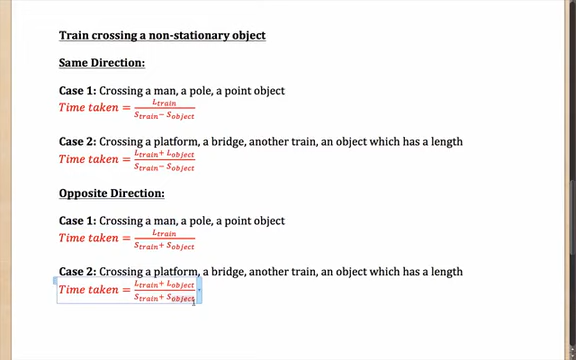 Train crossing a non-stationary object
Same Direction:
Case 1: Crossing a man, a pole, a point object
Time taken = L_train / (S_train − S_object)
Case 2: Crossing a platform, a bridge, another train, an object which has a length
Time taken = (L_train + L_object) / (S_train − S_object)
Opposite Direction:
Case 1: Crossing a man, a pole, a point object
Time taken = L_train / (S_train + S_object)
Case 2: Crossing a platform, a bridge, another train, an object which has a length
Time taken = (L_train + L_object) / (S_train + S_object)